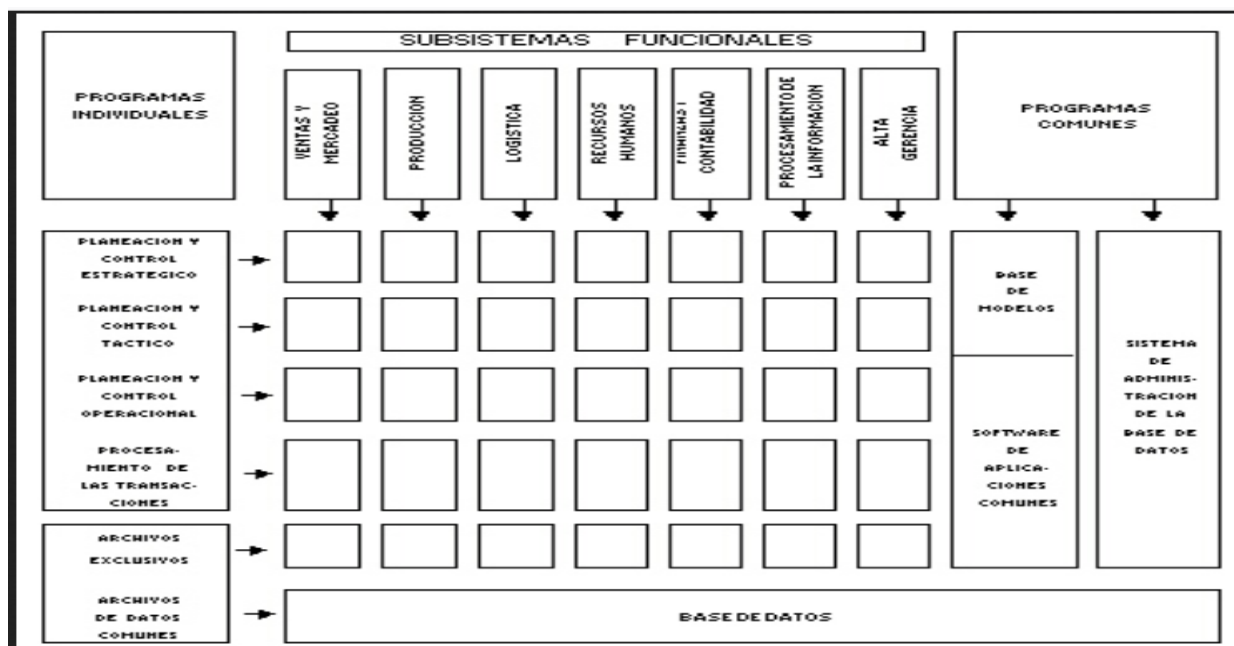 SUBSISTEMAS FUNCIONALES
PROGRAMAS
INDIVIDUALES
VENTAS Y
MERCADEO
PRODUCCION
LOGISTICA
RECURSOS
HUMANOS
CONTABILIDAD
PROCESAMIENTO DE
LA INFORMACION
ALTA
GERENCIA
PROGRAMAS
COMUNES
PLANEACION Y
CONTROL
ESTRATEGICO
PLANEACION Y
CONTROL
TACTICO
PLANEACION Y
CONTROL
OPERACIONAL
PROCESA-
MIENTO DE
LAS TRANSAC-
CIONES
BASE
DE
MODELOS
SOFTWARE
DE
APLICA-
CIONES
COMUNES
SISTEMA
DE
ADMINIS-
TRACION
DE LA
BASE DE
DATOS
ARCHIVOS
EXCLUSIVOS
ARCHIVOS
DE DATOS
COMUNES
BASE DE DATOS